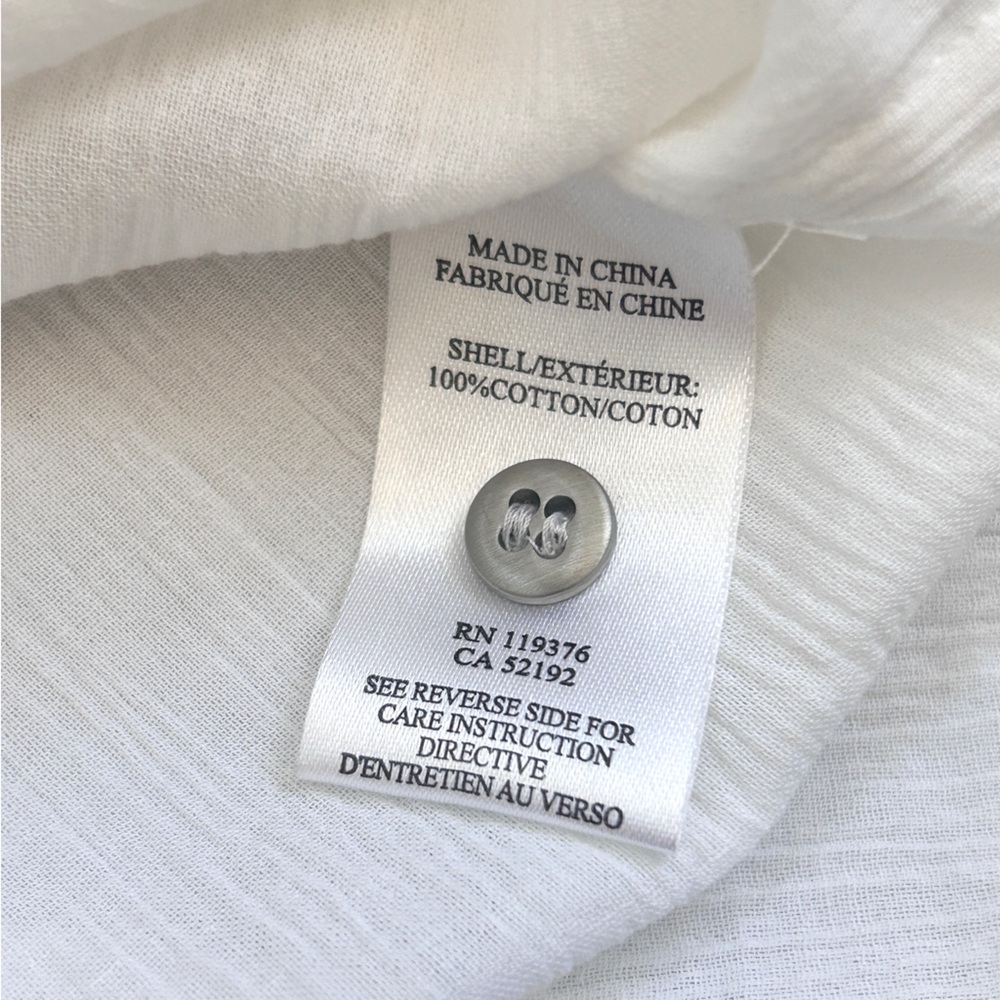 MADE IN CHINA
FABRIQUÉ EN CHINE
SHELL/EXTÉRIEUR:
100%COTTON/COTON
RN 119376
CA 52192
SEE REVERSE SIDE FOR
CARE INSTRUCTION
DIRECTIVE
D'ENTRETIEN AU VERSO